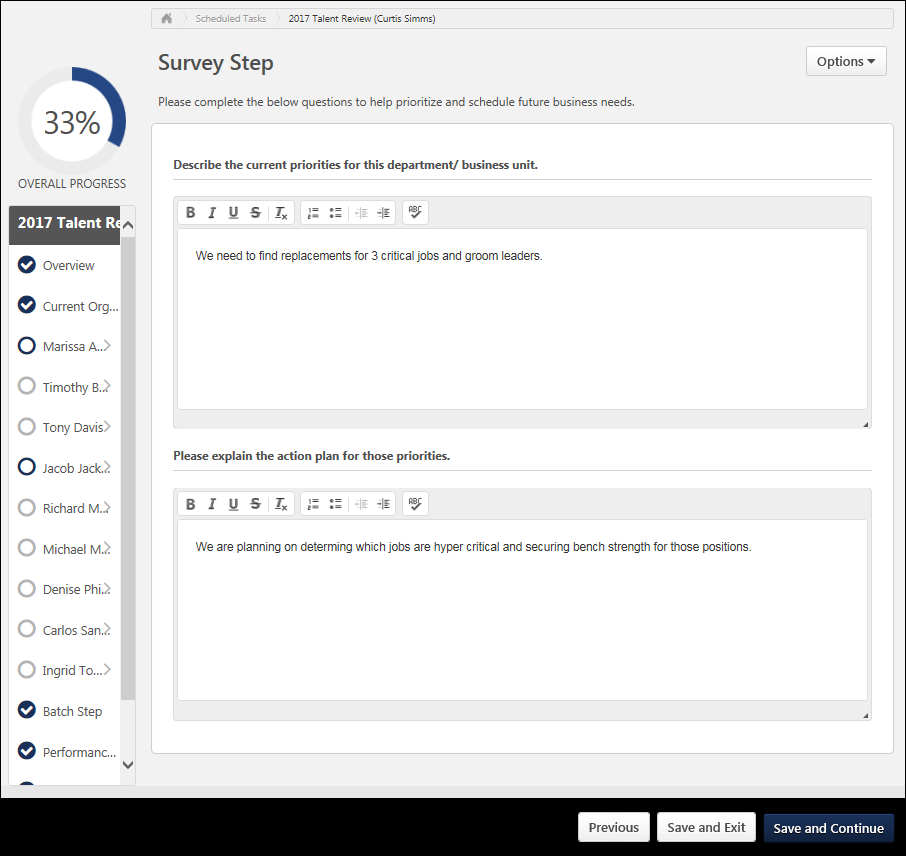 Scheduled Tasks
2017 Talent Review (Curtis Simms)
Survey Step
Options
Please complete the below questions to help prioritize and schedule future business needs.
33%
OVERALL PROGRESS
2017 Talent Re
Overview
Current Org...
Marissa A..
Timothy B..
Tony Davis
Jacob Jack..
Richard M..
Michael M..
Denise Phi..
Carlos San..
Ingrid To...
Batch Step
Performanc...
Describe the current priorities for this department/ business unit.
B I U S Tx ABC
We need to find replacements for 3 critical jobs and groom leaders.
Please explain the action plan for those priorities.
B I U S Tx ABC
We are planning on determing which jobs are hyper critical and securing bench strength for those positions.
Previous
Save and Exit
Save and Continue